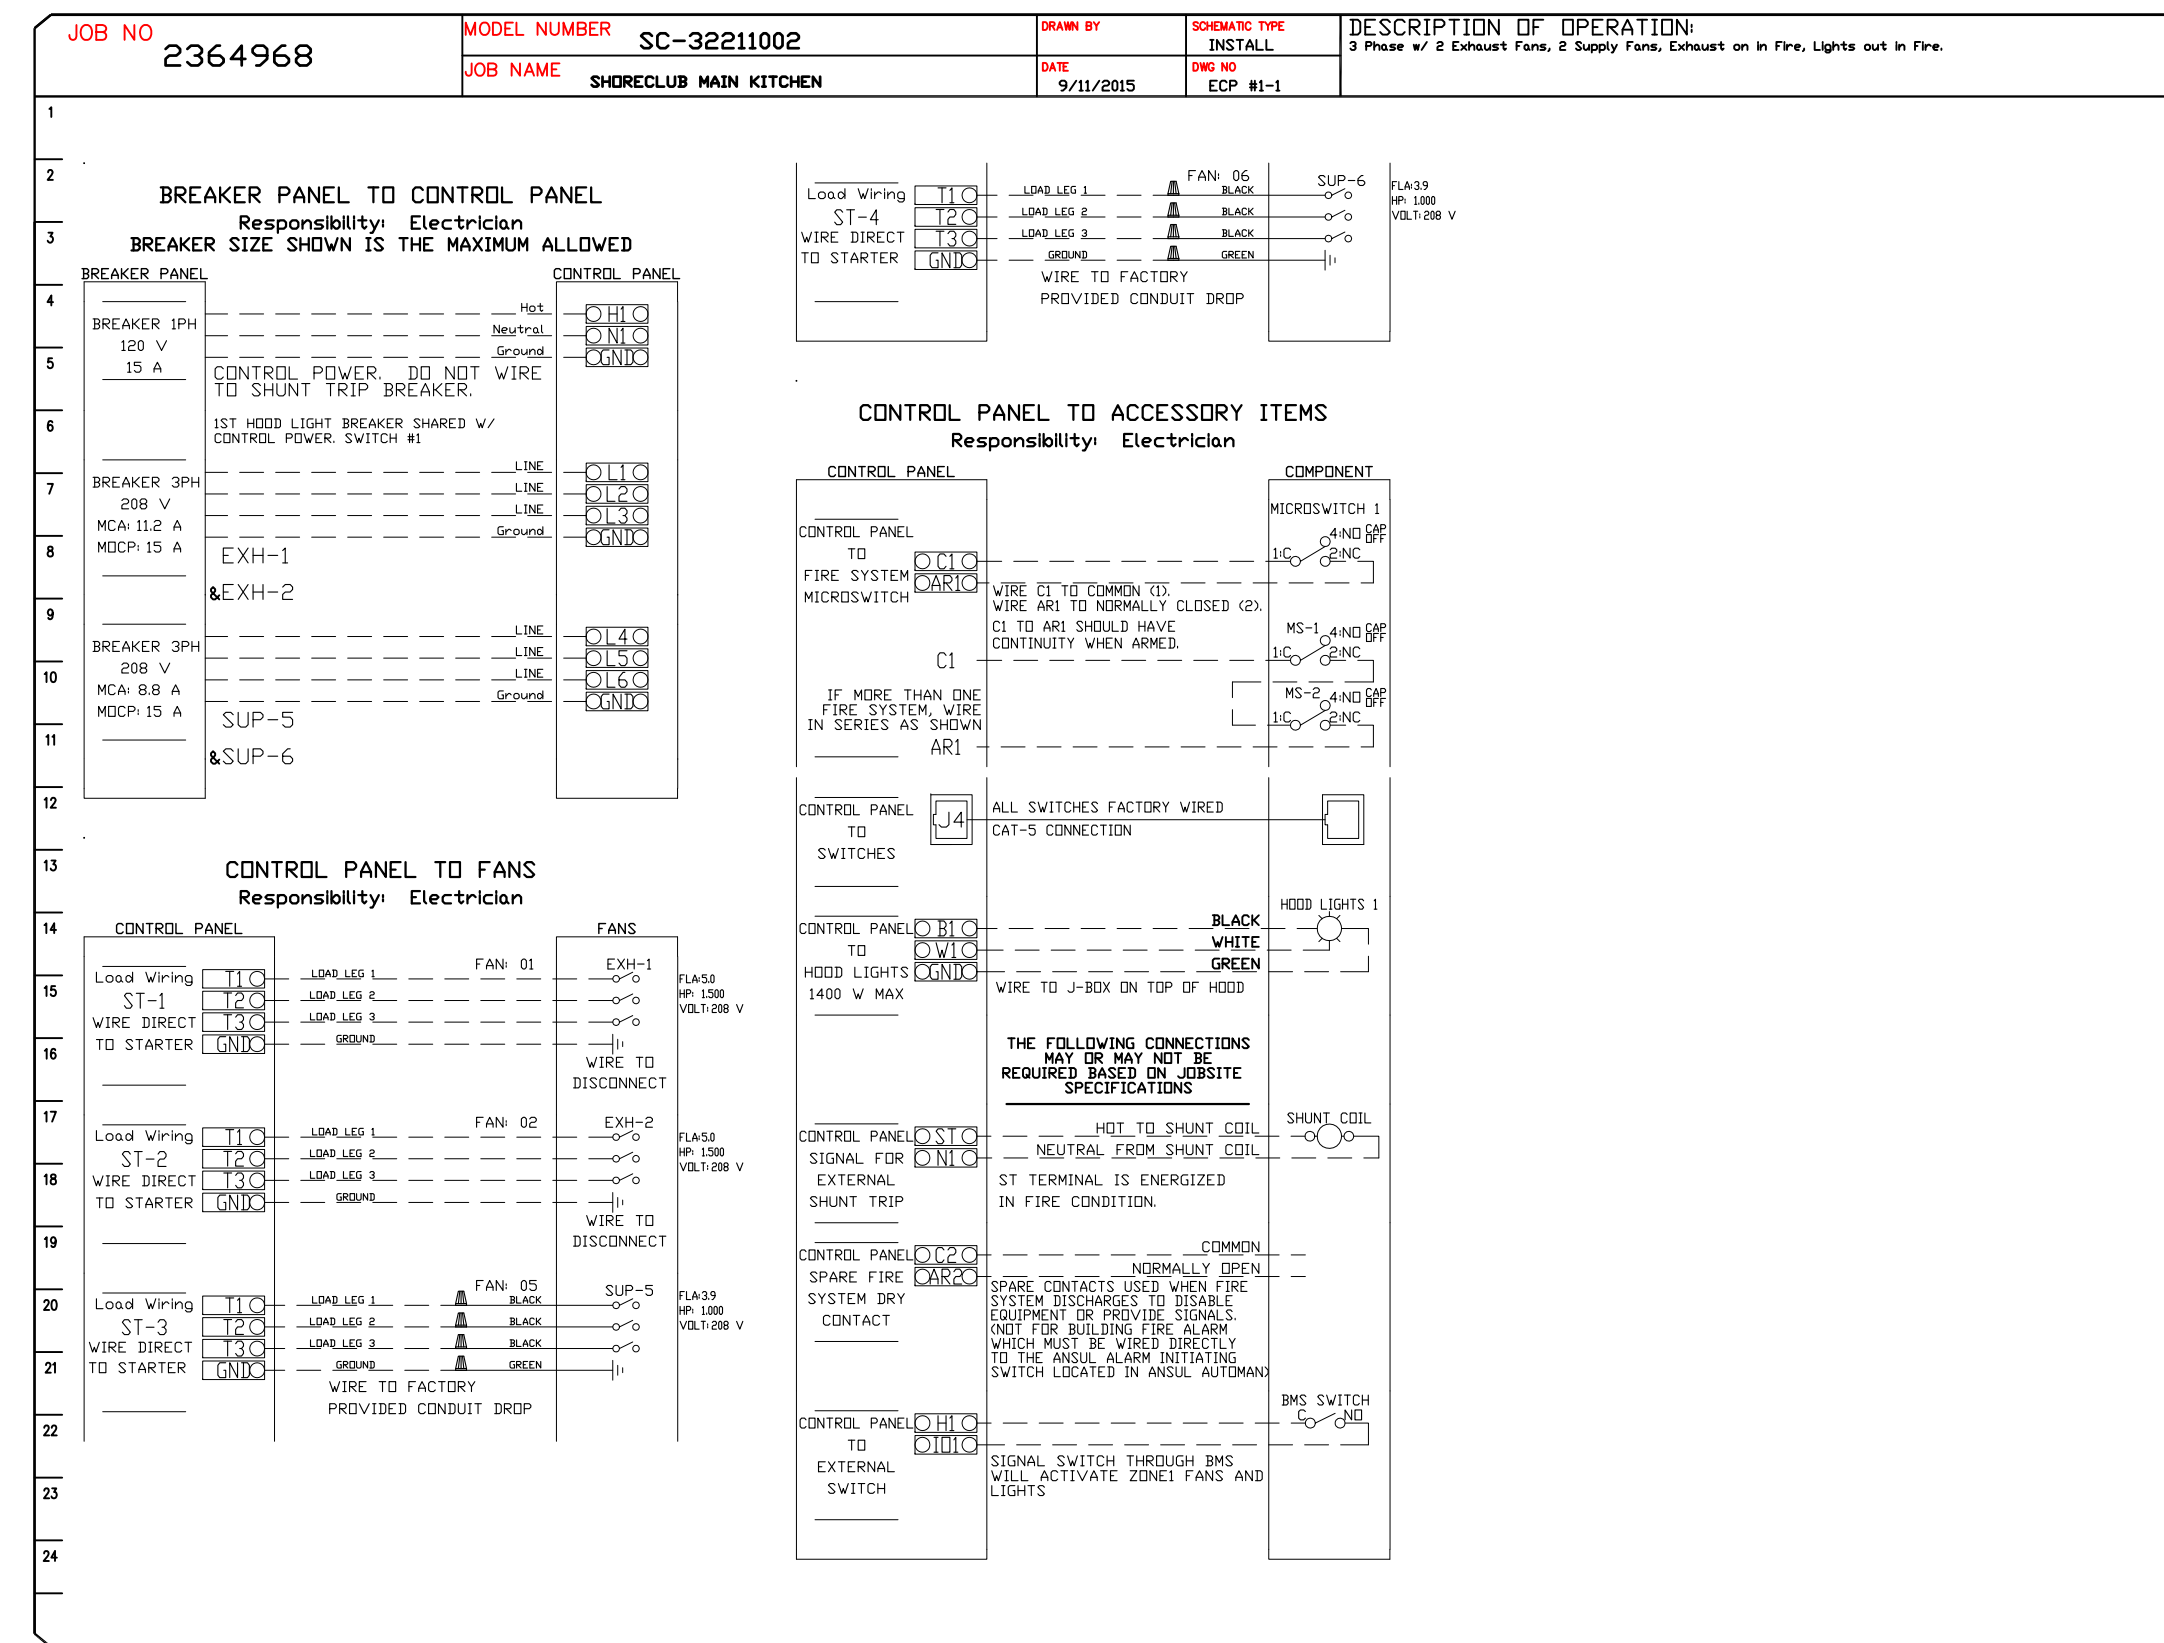 JOB NO
2364968
MODEL NUMBER
SC-32211002
JOB NAME
SHORECLUB MAIN KITCHEN
DRAWN BY
DATE
9/11/2015
SCHEMATIC TYPE
INSTALL
DWG NO
ECP #1-1
DESCRIPTION OF OPERATION:
3 Phase w/ 2 Exhaust Fans, 2 Supply Fans, Exhaust on in Fire, Lights out in Fire.
1
2
3
4
5
6
7
8
9
10
11
12
13
14
15
16
17
18
19
20
21
22
23
24
BREAKER PANEL TO CONTROL PANEL
Responsibility: Electrician
BREAKER SIZE SHOWN IS THE MAXIMUM ALLOWED
BREAKER PANEL
CONTROL PANEL
BREAKER 1PH
120 V
15 A
Hot
H1
Neutral
N1
Ground
GND
CONTROL POWER. DO NOT WIRE
TO SHUNT TRIP BREAKER.
1ST HOOD LIGHT BREAKER SHARED W/
CONTROL POWER. SWITCH #1
BREAKER 3PH
208 V
MCA: 11.2 A
MOCP: 15 A
LINE
L1
LINE
L2
LINE
L3
Ground
GND
EXH-1
&EXH-2
BREAKER 3PH
208 V
MCA: 8.8 A
MOCP: 15 A
LINE
L4
LINE
L5
LINE
L6
Ground
GND
SUP-5
&SUP-6
CONTROL PANEL TO FANS
Responsibility: Electrician
CONTROL PANEL
FANS
Load Wiring
ST-1
WIRE DIRECT
TO STARTER
T1
T2
T3
GND
LOAD LEG 1
LOAD LEG 2
LOAD LEG 3
GROUND
FAN: 01
EXH-1
WIRE TO
DISCONNECT
FLA:5.0
HP: 1.500
VOLT:208 V
Load Wiring
ST-2
WIRE DIRECT
TO STARTER
T1
T2
T3
GND
LOAD LEG 1
LOAD LEG 2
LOAD LEG 3
GROUND
FAN: 02
EXH-2
WIRE TO
DISCONNECT
FLA:5.0
HP: 1.500
VOLT:208 V
Load Wiring
ST-3
WIRE DIRECT
TO STARTER
T1
T2
T3
GND
LOAD LEG 1
LOAD LEG 2
LOAD LEG 3
GROUND
FAN: 05
BLACK
BLACK
BLACK
GREEN
SUP-5
FLA:3.9
HP: 1.000
VOLT:208 V
WIRE TO FACTORY
PROVIDED CONDUIT DROP
Load Wiring
ST-4
WIRE DIRECT
TO STARTER
T1
T2
T3
GND
LOAD LEG 1
LOAD LEG 2
LOAD LEG 3
GROUND
FAN: 06
BLACK
BLACK
BLACK
GREEN
SUP-6
FLA:3.9
HP: 1.000
VOLT:208 V
WIRE TO FACTORY
PROVIDED CONDUIT DROP
CONTROL PANEL TO ACCESSORY ITEMS
Responsibility: Electrician
CONTROL PANEL
COMPONENT
CONTROL PANEL
TO
FIRE SYSTEM
MICROSWITCH
C1
AR1
MICROSWITCH 1
4:NO CAP OFF
1:C
2:NC
WIRE C1 TO COMMON (1).
WIRE AR1 TO NORMALLY CLOSED (2).
C1 TO AR1 SHOULD HAVE
CONTINUITY WHEN ARMED.
C1
MS-1
4:NO CAP OFF
1:C
2:NC
IF MORE THAN ONE
FIRE SYSTEM, WIRE
IN SERIES AS SHOWN
MS-2
4:NO CAP OFF
1:C
2:NC
AR1
CONTROL PANEL
TO
SWITCHES
J4
ALL SWITCHES FACTORY WIRED
CAT-5 CONNECTION
CONTROL PANEL
TO
HOOD LIGHTS
1400 W MAX
B1
W1
GND
BLACK
WHITE
GREEN
HOOD LIGHTS 1
WIRE TO J-BOX ON TOP OF HOOD
THE FOLLOWING CONNECTIONS
MAY OR MAY NOT BE
REQUIRED BASED ON JOBSITE
SPECIFICATIONS
CONTROL PANEL
SIGNAL FOR
EXTERNAL
SHUNT TRIP
ST
N1
HOT TO SHUNT COIL
NEUTRAL FROM SHUNT COIL
SHUNT COIL
ST TERMINAL IS ENERGIZED
IN FIRE CONDITION.
CONTROL PANEL
SPARE FIRE
SYSTEM DRY
CONTACT
C2
AR2
COMMON
NORMALLY OPEN
SPARE CONTACTS USED WHEN FIRE
SYSTEM DISCHARGES TO DISABLE
EQUIPMENT OR PROVIDE SIGNALS.
(NOT FOR BUILDING FIRE ALARM
WHICH MUST BE WIRED DIRECTLY
TO THE ANSUL ALARM INITIATING
SWITCH LOCATED IN ANSUL AUTOMAN)
CONTROL PANEL
TO
EXTERNAL
SWITCH
H1
IO1
BMS SWITCH
C
NO
SIGNAL SWITCH THROUGH BMS
WILL ACTIVATE ZONE1 FANS AND
LIGHTS